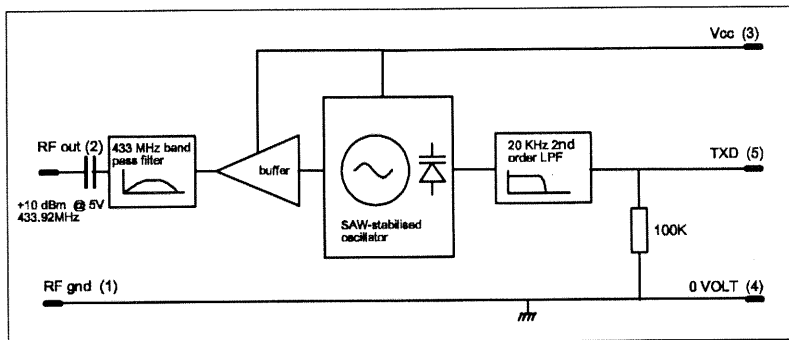 Vcc (3)
RF out (2)
433 MHz band
pass filter
buffer
20 KHz 2nd
order LPF
TXD (5)
+10 dBm @ 5V
433.92MHz
SAW-stabilised
oscillator
100K
RF gnd (1)
0 VOLT (4)